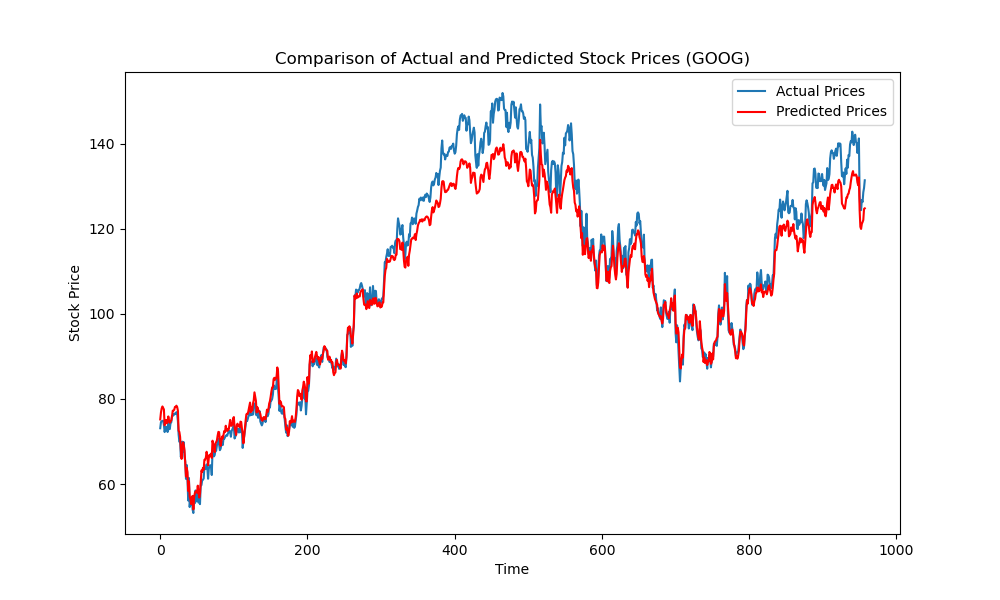 Comparison of Actual and Predicted Stock Prices (GOOG)
Actual Prices
Predicted Prices
Stock Price
140
120
100
80
60
0 200 400 600 800 1000
Time